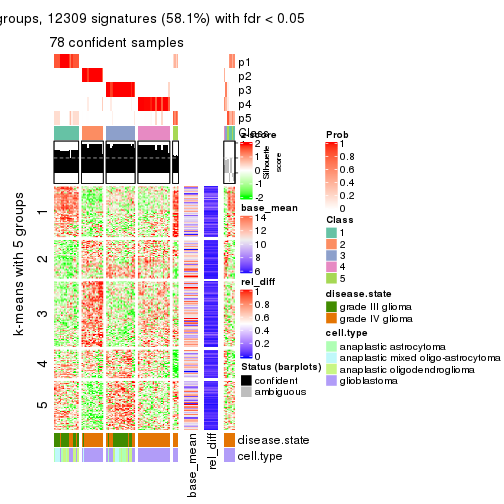 groups, 12309 signatures (58.1%) with fdr < 0.05
78 confident samples
p1
p2
p3
p4
p5
Class
Silhouette
score
1
2
3
4
5
k-means with 5 groups
base_mean
rel_diff
disease.state
cell.type
z-score
2
1
0
-1
-2
base_mean
14
12
10
8
6
rel_diff
1
0.8
0.6
0.4
0.2
0
Status (barplots)
confident
ambiguous
Prob
1
0.8
0.6
0.4
0.2
0
Class
1
2
3
4
5
disease.state
grade III glioma
grade IV glioma
cell.type
anaplastic astrocytoma
anaplastic mixed oligo-astrocytoma
anaplastic oligodendroglioma
glioblastoma